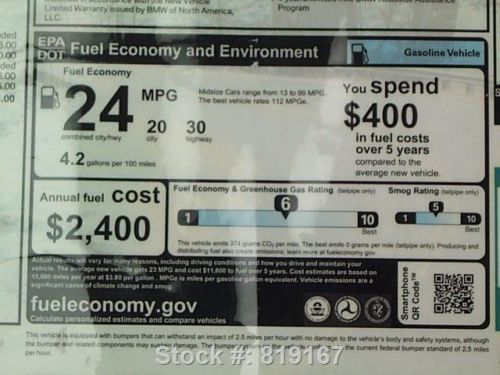 Limited Warranty issued by BMW of North America,
LLC.
Program
EPA
DOT
Fuel Economy and Environment
Gasoline Vehicle
Fuel Economy
24
MPG
Midsize Cars range from 13 to 99 MPG.
The best vehicle rates 112 MPGe.
combined city/hwy
20
city
30
highway
4.2 gallons per 100 miles
You spend
$400
in fuel costs
over 5 years
compared to the
average new vehicle.
Annual fuel cost
$2,400
Fuel Economy & Greenhouse Gas Rating (tailpipe only)
Smog Rating (tailpipe only)
6
1
10
Best
5
1
10
Best
This vehicle emits 374 grams CO2 per mile. The best emits 0 grams per mile (tailpipe only). Producing and
distributing fuel also create emissions; learn more at fueleconomy.gov.
Actual results will vary for many reasons, including driving conditions and how you drive and maintain your
vehicle. The average new vehicle gets 23 MPG and cost $11,600 to fuel over 5 years. Cost estimates are based on
15,000 miles per year at $3.80 per gallon. MPGe is miles per gasoline gallon equivalent. Vehicle emissions are a
significant cause of climate change and smog.
fueleconomy.gov
Calculate personalized estimates and compare vehicles
Smartphone
QR Code™
This vehicle is equipped with bumpers that can withstand an impact of 2.5 miles per hour with no damage to the vehicle's body and safety systems, although
the bumper and related components may sustain damage. The bumper system the current federal bumper standard of 2.5 miles
per hour.
Stock #: 819167